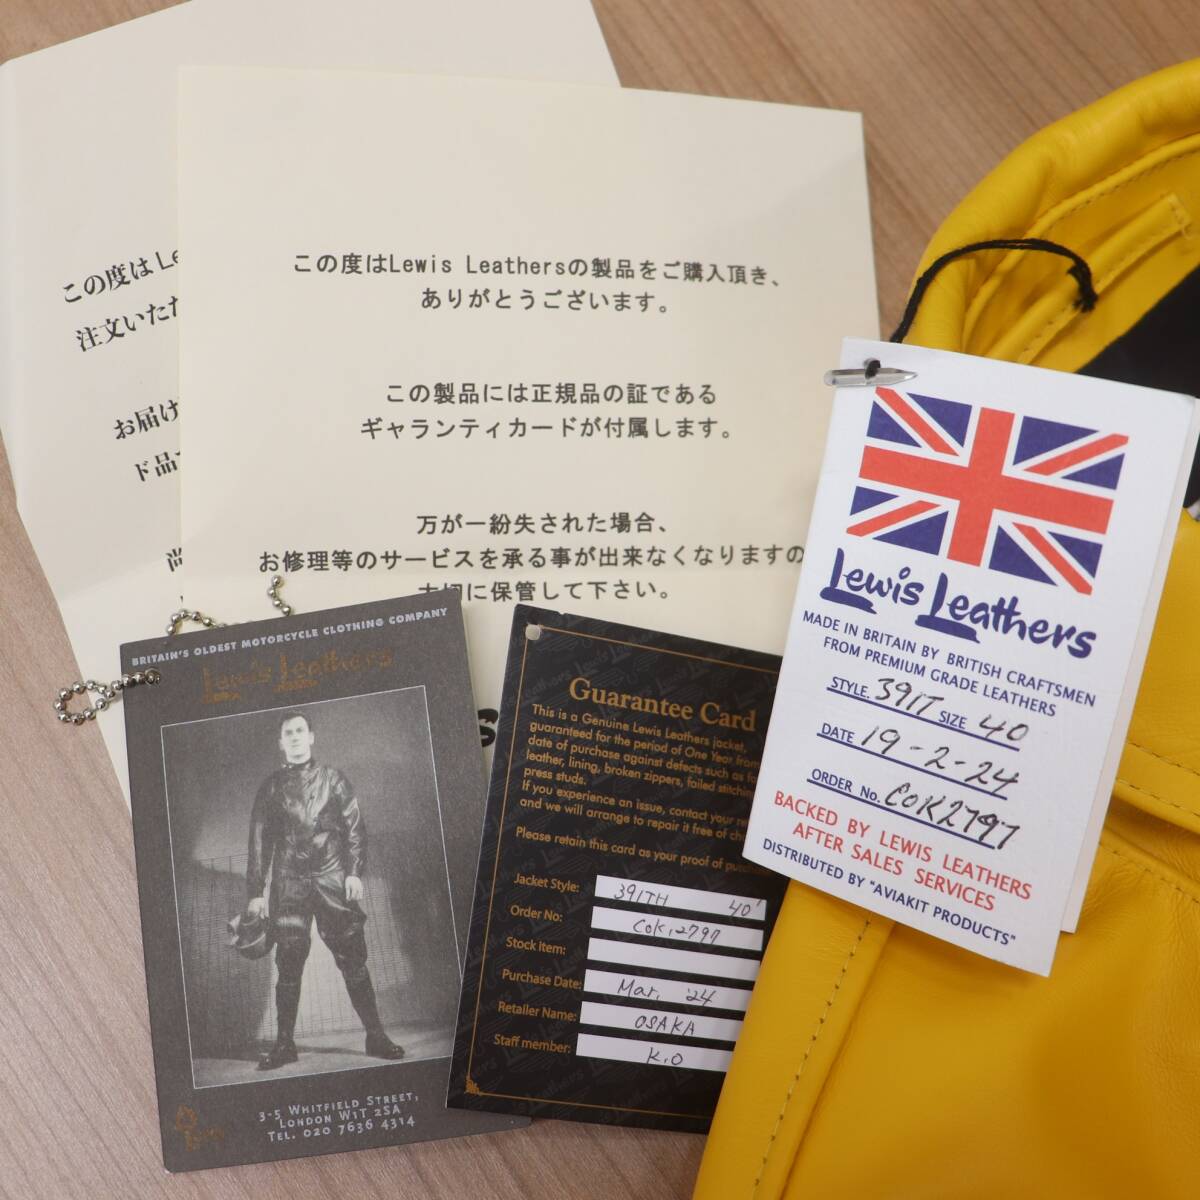 この度は Le
注文いただ
お届け
ド品
尚
この度はLewis Leathersの製品をご購入頂き、
ありがとうございます。
この製品には正規品の証である
ギャランティカードが付属します。
万が一紛失された場合、
お修理等のサービスを承る事が出来なくなりますの
に保管して下さい。
BRITAIN'S OLDEST MOTORCYCLE CLOTHING COMPANY
Lewis Leathers
3-5 WHITFIELD STREET,
LONDON W1T 2SA
TEL. 020 7636 4314
Guarantee Card
This is a Genuine Lewis Leathers jacket,
guaranteed for the period of One Year from
date of purchase against defects such as
leather, lining, broken zippers, failed stitching
press studs.
If you experience an issue, contact your
and we will arrange to repair it free of
Please retain this card as your proof of
Jacket Style: 391TH 40'
Order No: Cok,2797
Stock item:
Purchase Date: Mar, '24
Retailer Name: OSAKA
Staff member: K.O
Lewis Leathers
MADE IN BRITAIN BY BRITISH CRAFTSMEN
FROM PREMIUM GRADE LEATHERS
STYLE. 391T SIZE 40
DATE 19-2-24
ORDER No. COK2797
BACKED BY LEWIS LEATHERS
AFTER SALES SERVICES
DISTRIBUTED BY "AVIAKIT PRODUCTS"